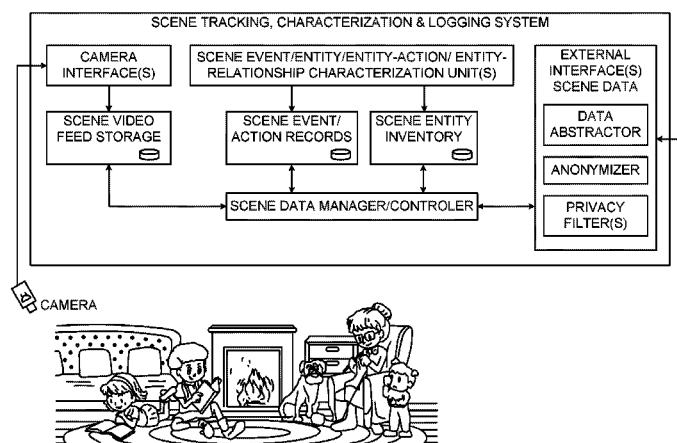 SCENE TRACKING, CHARACTERIZATION & LOGGING SYSTEM
CAMERA
INTERFACE(S)
SCENE EVENT/ENTITY/ENTITY-ACTION/ ENTITY-
RELATIONSHIP CHARACTERIZATION UNIT(S)
EXTERNAL
INTERFACE(S)
SCENE DATA
SCENE VIDEO
FEED STORAGE
SCENE EVENT/
ACTION RECORDS
SCENE ENTITY
INVENTORY
DATA
ABSTRACTOR
ANONYMIZER
PRIVACY
FILTER(S)
SCENE DATA MANAGER/CONTROLER
CAMERA